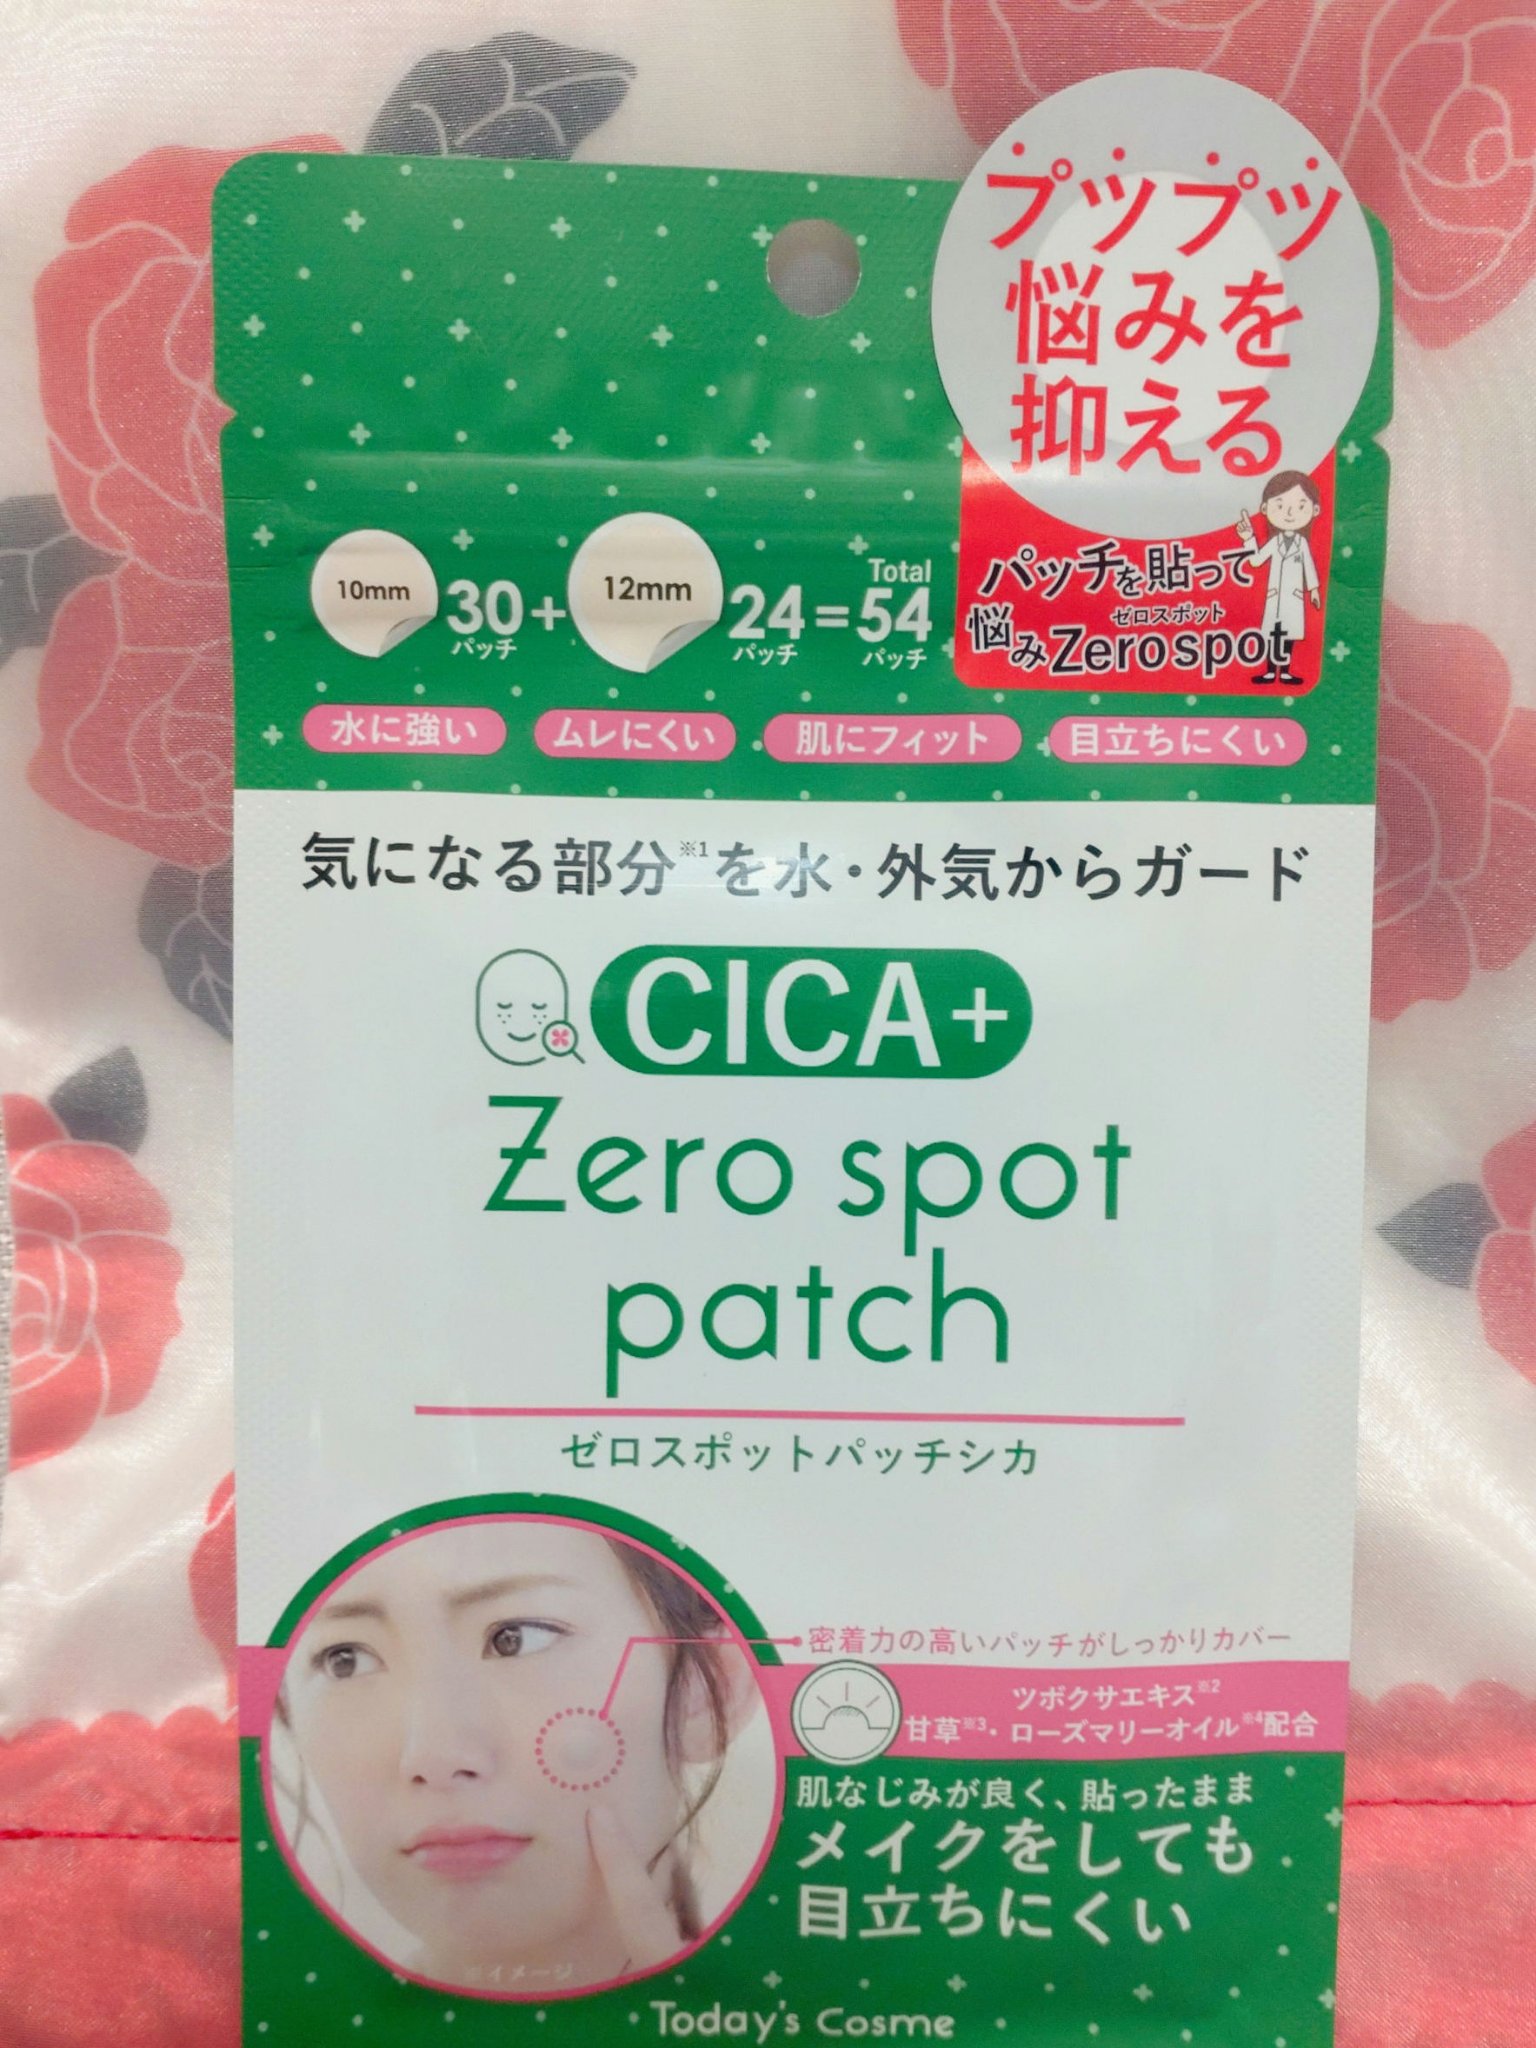 プツプツ
悩みを
抑える
パッチを貼って
ゼロスポット
悩みZero spot
10mm 30パッチ + 12mm 24パッチ = Total 54パッチ
水に強い ムレにくい 肌にフィット 目立ちにくい
気になる部分※1を水・外気からガード
CICA+
Zero spot
patch
ゼロスポットパッチシカ
密着力の高いパッチがしっかりカバー
ツボクサエキス※2
甘草※3・ローズマリーオイル※4配合
肌なじみが良く、貼ったまま
メイクをしても
目立ちにくい
※イメージ
Today's Cosme